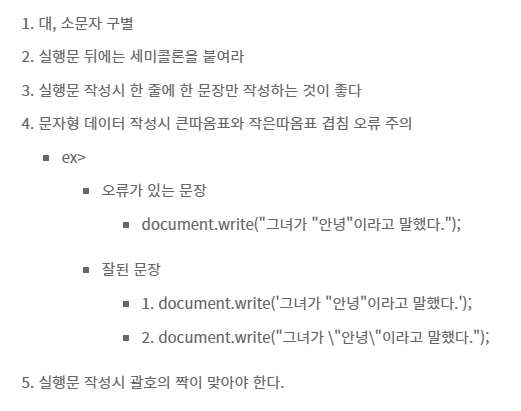 1. 대, 소문자 구별
2. 실행문 뒤에는 세미콜론을 붙여라
3. 실행문 작성시 한 줄에 한 문장만 작성하는 것이 좋다
4. 문자형 데이터 작성시 큰따옴표와 작은따옴표 겹침 오류 주의
ex>
오류가 있는 문장
document.write("그녀가 "안녕"이라고 말했다.");
잘된 문장
1. document.write('그녀가 "안녕"이라고 말했다.');
2. document.write("그녀가 \"안녕\"이라고 말했다.");
5. 실행문 작성시 괄호의 짝이 맞아야 한다.